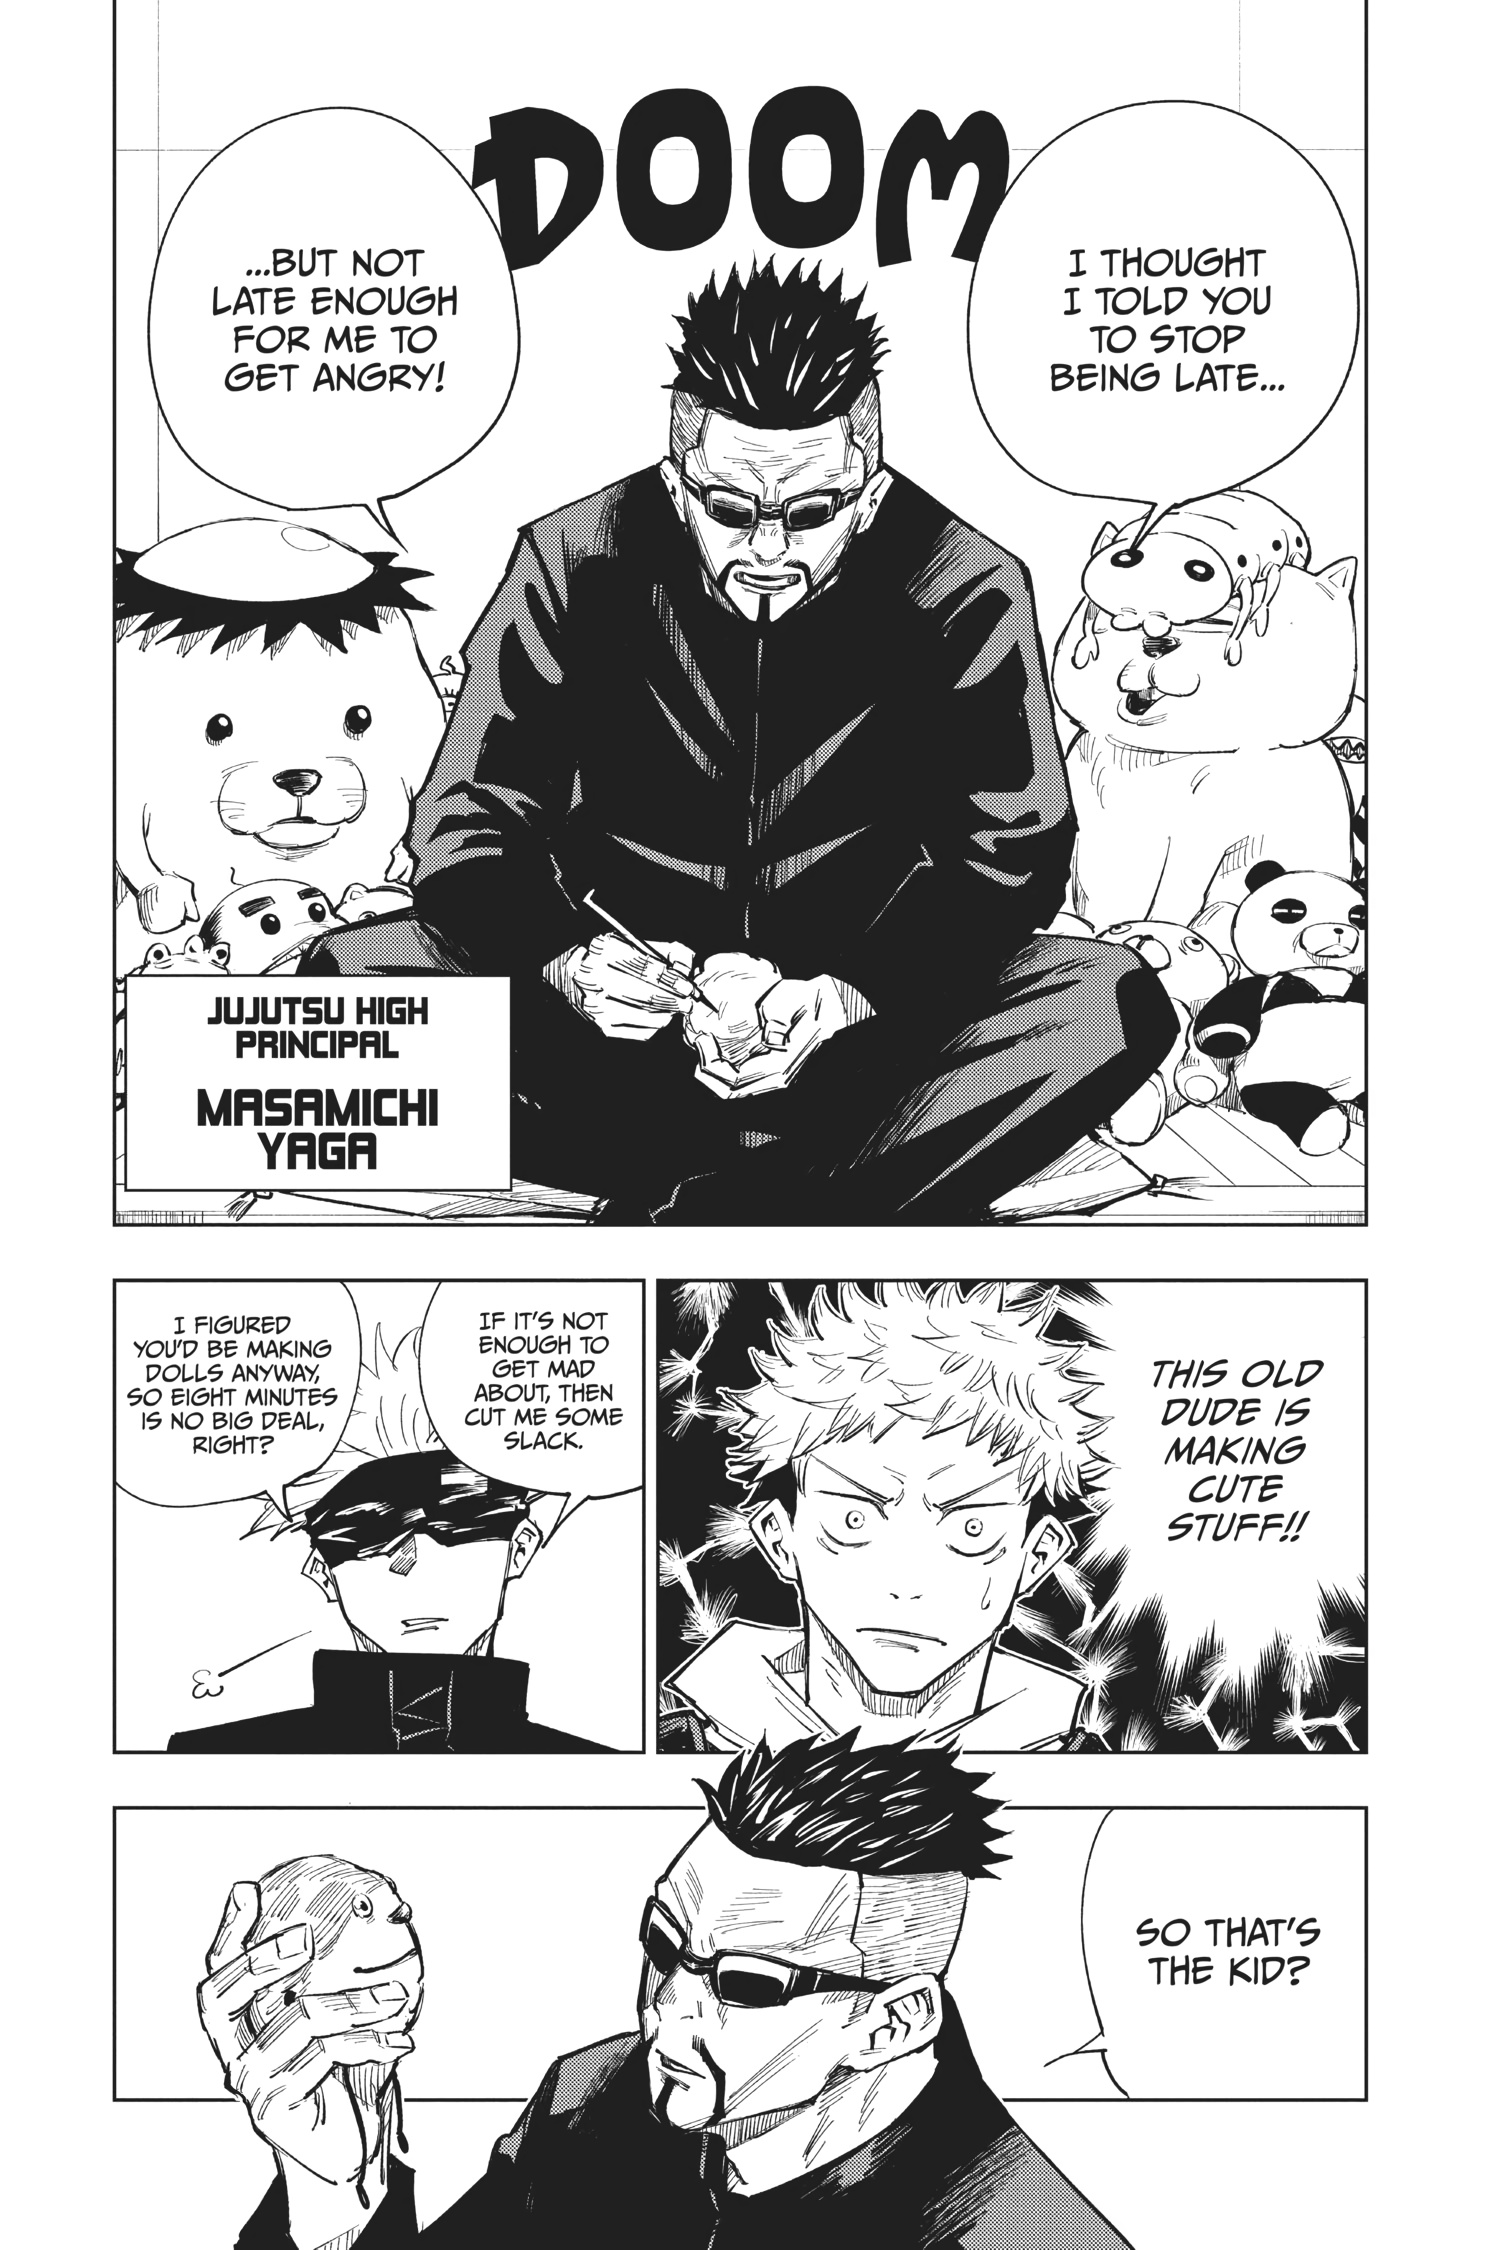 DOOM
I THOUGHT
I TOLD YOU
TO STOP
BEING LATE...
...BUT NOT
LATE ENOUGH
FOR ME TO
GET ANGRY!
JUJUTSU HIGH
PRINCIPAL
MASAMICHI
YAGA
THIS OLD
DUDE IS
MAKING
CUTE
STUFF!!
IF IT'S NOT
ENOUGH TO
GET MAD
ABOUT, THEN
CUT ME SOME
SLACK.
I FIGURED
YOU'D BE MAKING
DOLLS ANYWAY,
SO EIGHT MINUTES
IS NO BIG DEAL,
RIGHT?
SO THAT'S
THE KID?